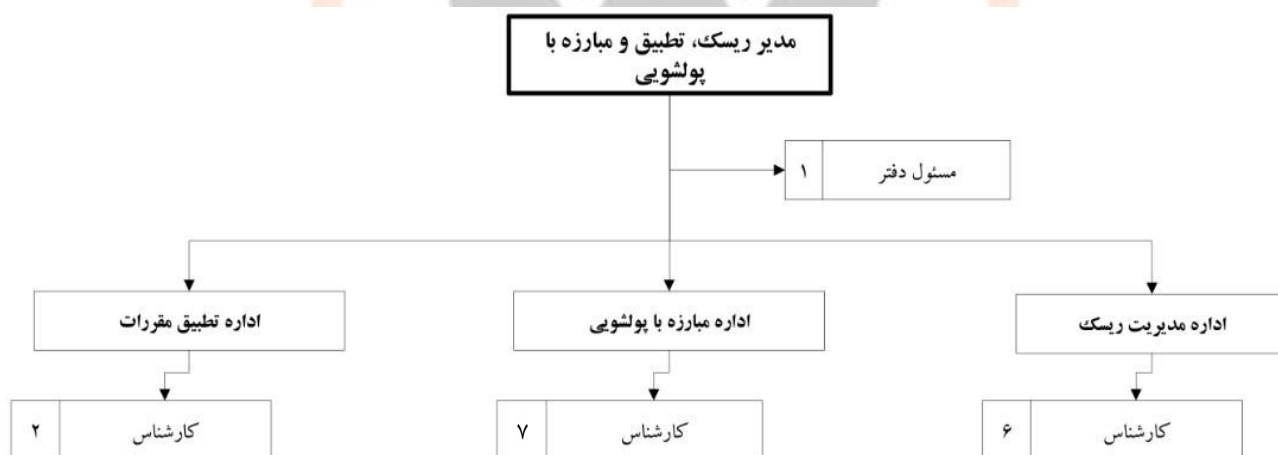 مدیر ریسک، تطبیق و مبارزه با
پولشویی
مسئول دفتر ۱
اداره مدیریت ریسک
اداره مبارزه با پولشویی
اداره تطبیق مقررات
کارشناس ۶
کارشناس ۷
کارشناس ۲